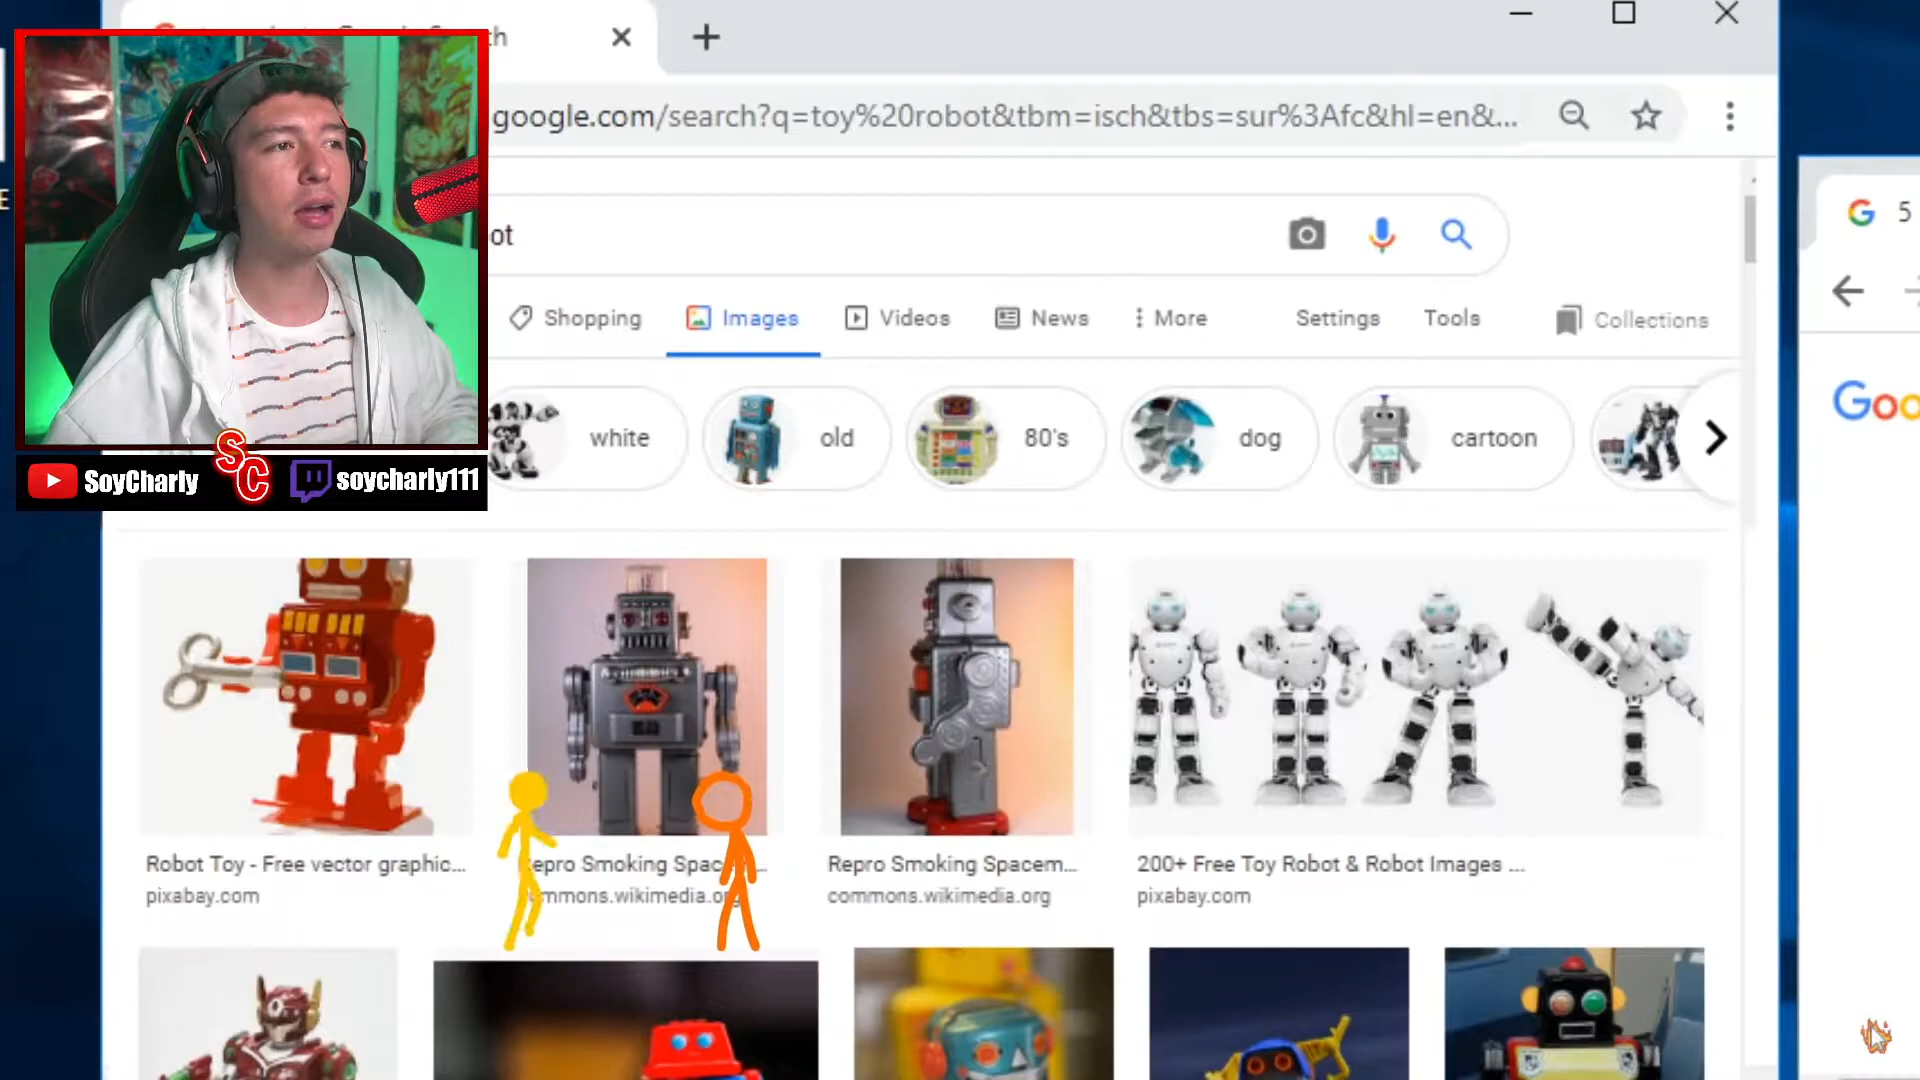 google.com/search?q=toy%20robot&tbm=isch&tbs=sur%3Afc&hl=en&...
ot
5
Shopping
Images
Videos
News
More
Settings
Tools
Collections
Goo
white
old
80's
dog
cartoon
SoyCharly
SC
soycharly111
Robot Toy - Free vector graphic...
Repro Smoking Spacem...
200+ Free Toy Robot & Robot Images ...
pixabay.com
commons.wikimedia.org
pixabay.com